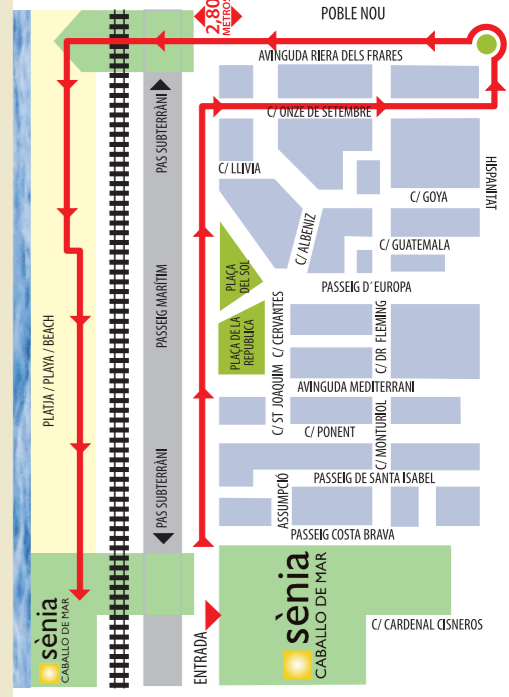 2,80
METROS
POBLE NOU
AVINGUDA RIERA DELS FRARES
PAS SUBTERRÀNI
C/ ONZE DE SETEMBRE
C/ LLIVIA
HISPANITAT
C/ GOYA
C/ ALBENIZ
C/ GUATEMALA
PLAÇA
DEL SOL
PASSEIG D´EUROPA
PLATJA / PLAYA / BEACH
PASSEIG MARÍTIM
PLAÇA DE LA
REPUBLICA
C/ CERVANTES
C/ DR FLEMING
AVINGUDA MEDITERRANI
C/ ST JOAQUIM
C/ PONENT
C/ MONTURIOL
PAS SUBTERRÀNI
ASSUMPCIÓ
PASSEIG DE SANTA ISABEL
PASSEIG COSTA BRAVA
sènia
CABALLO DE MAR
ENTRADA
sènia
CABALLO DE MAR
C/ CARDENAL CISNEROS